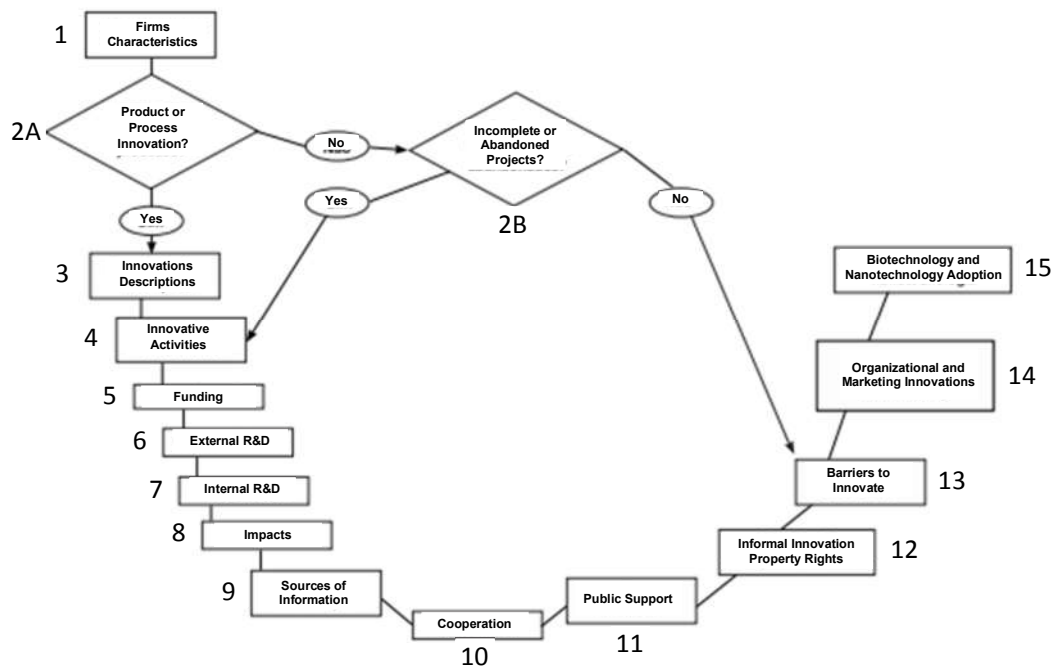 1
Firms
Characteristics
2A
Product or
Process
Innovation?
No
Incomplete or
Abandoned
Projects?
2B
Yes
Yes
No
3
Innovations
Descriptions
4
Innovative
Activities
5
Funding
6
External R&D
7
Internal R&D
8
Impacts
9
Sources of
Information
Cooperation
10
Public Support
11
Informal Innovation
Property Rights
12
Barriers to
Innovate
13
Organizational and
Marketing Innovations
14
Biotechnology and
Nanotechnology Adoption
15